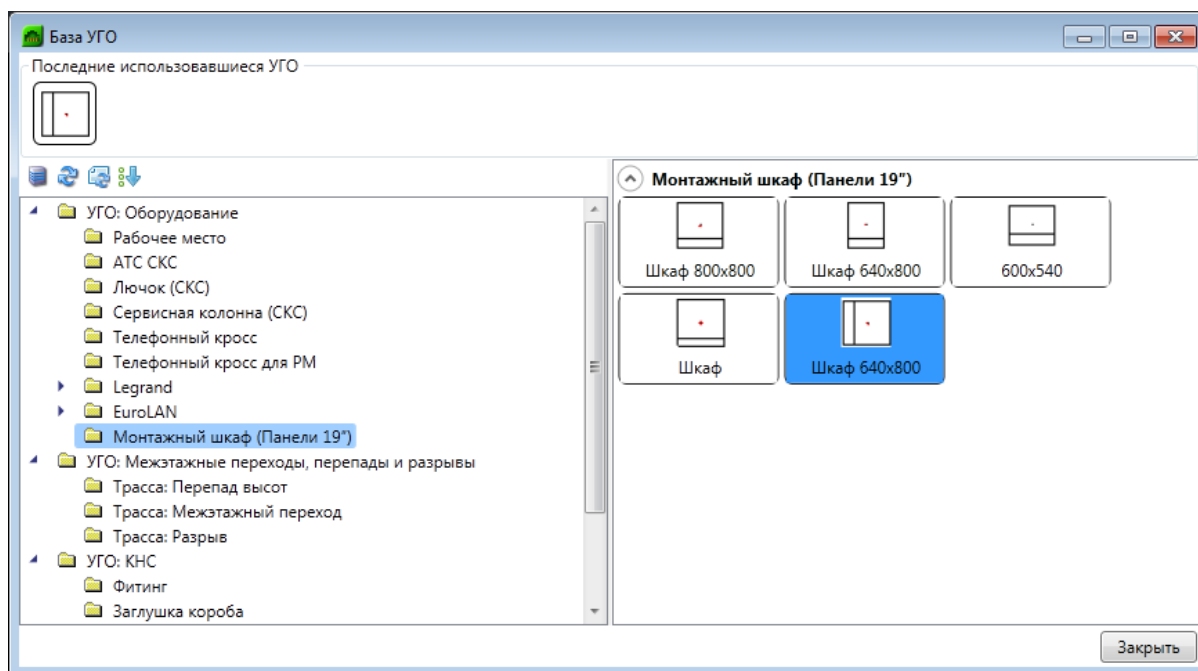 База УГО
Последние использовавшиеся УГО
УГО: Оборудование
Рабочее место
АТС СКС
Лючок (СКС)
Сервисная колонна (СКС)
Телефонный кросс
Телефонный кросс для РМ
Legrand
EuroLAN
Монтажный шкаф (Панели 19")
УГО: Межэтажные переходы, перепады и разрывы
Трасса: Перепад высот
Трасса: Межэтажный переход
Трасса: Разрыв
УГО: КНС
Фитинг
Заглушка короба
Монтажный шкаф (Панели 19")
Шкаф 800x800
Шкаф 640x800
600x540
Шкаф
Шкаф 640x800
Закрыть